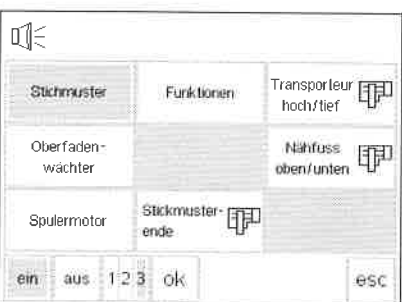 Stichmuster
Funktionen
Transporteur
hoch/tief
Oberfaden-
wächter
Nähfuss
oben/unten
Spulermotor
Stickmuster-
ende
ein aus 1 2 3 ok esc